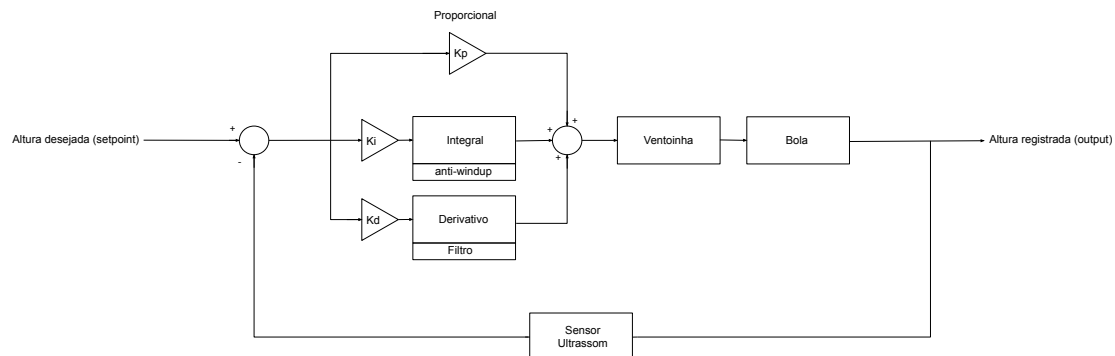 Proporcional
Kp
Altura desejada (setpoint)
+
-
Ki
Integral
anti-windup
+
+
+
Ventoinha
Bola
Altura registrada (output)
Kd
Derivativo
Filtro
Sensor
Ultrassom